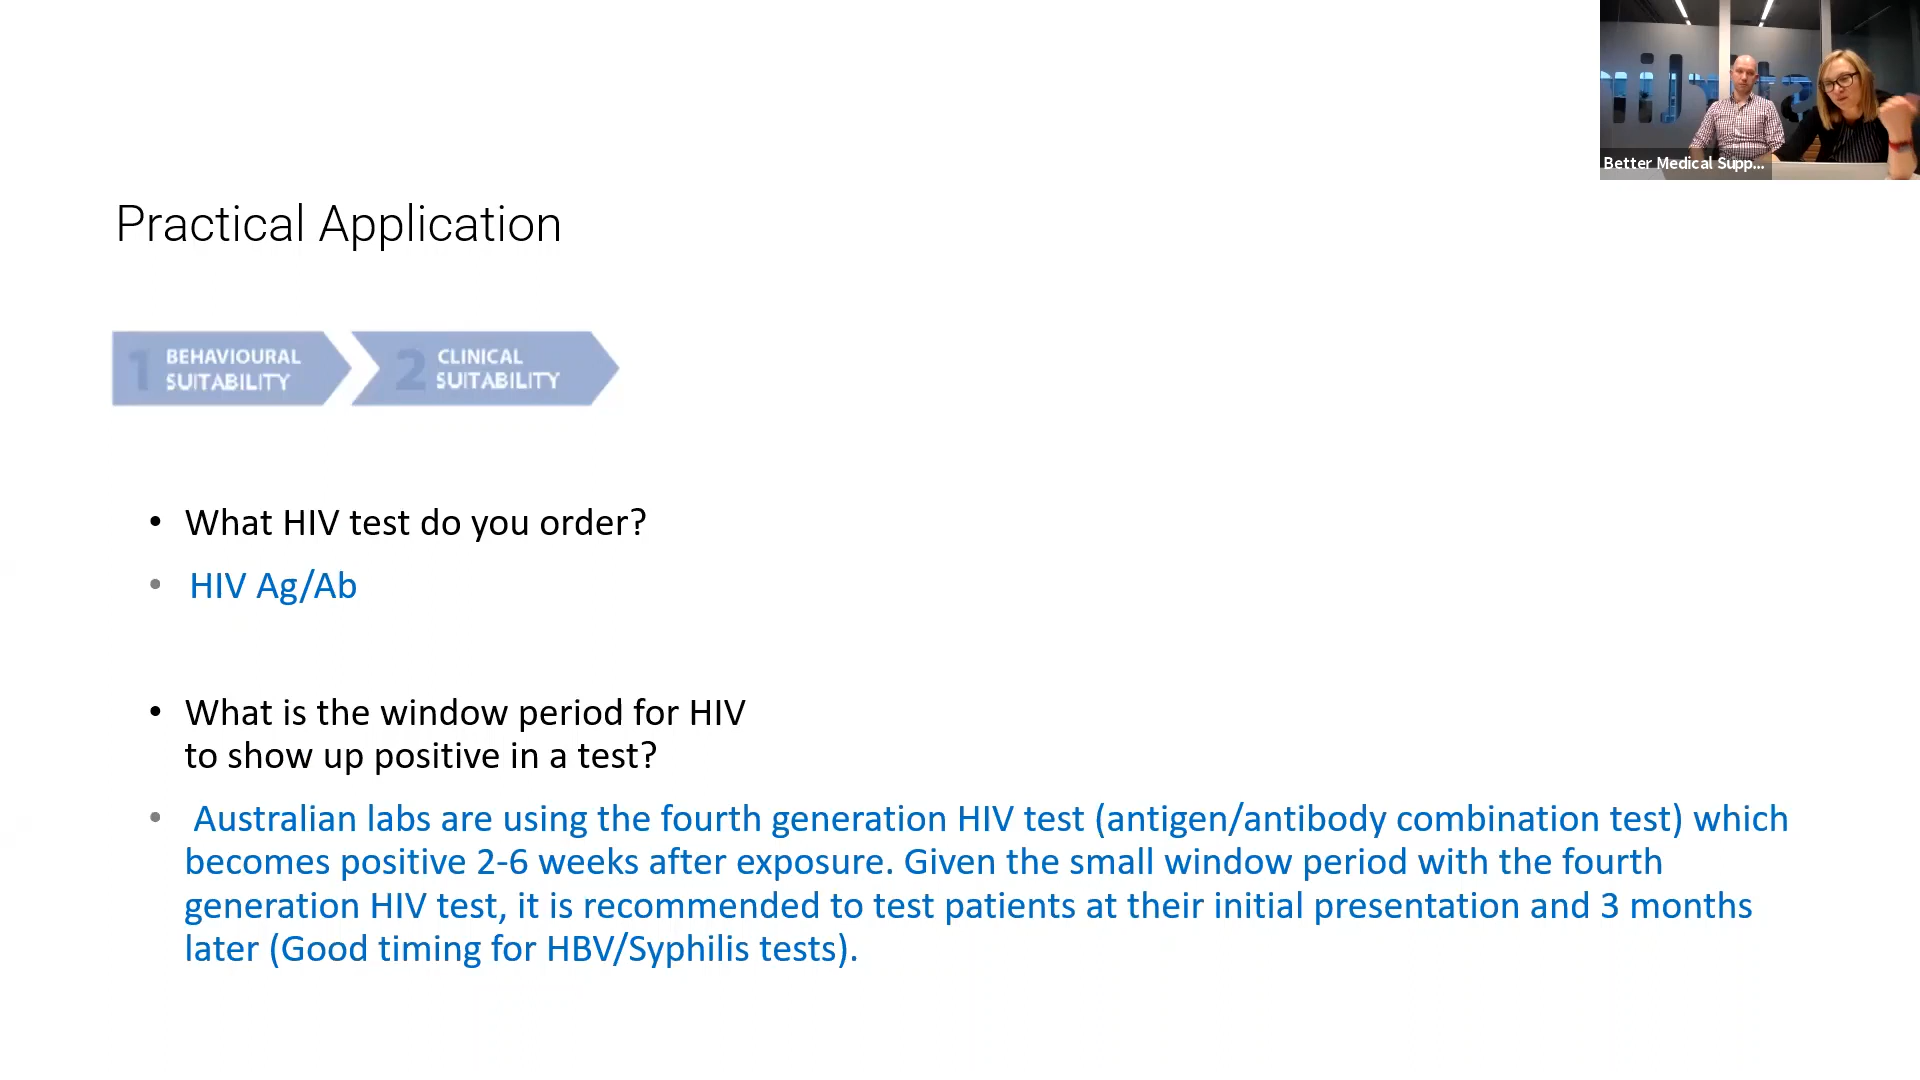 Better Medical Supp...
Practical Application
1 BEHAVIOURAL
SUITABILITY
2 CLINICAL
SUITABILITY
• What HIV test do you order?
• HIV Ag/Ab
• What is the window period for HIV
to show up positive in a test?
• Australian labs are using the fourth generation HIV test (antigen/antibody combination test) which
becomes positive 2-6 weeks after exposure. Given the small window period with the fourth
generation HIV test, it is recommended to test patients at their initial presentation and 3 months
later (Good timing for HBV/Syphilis tests).